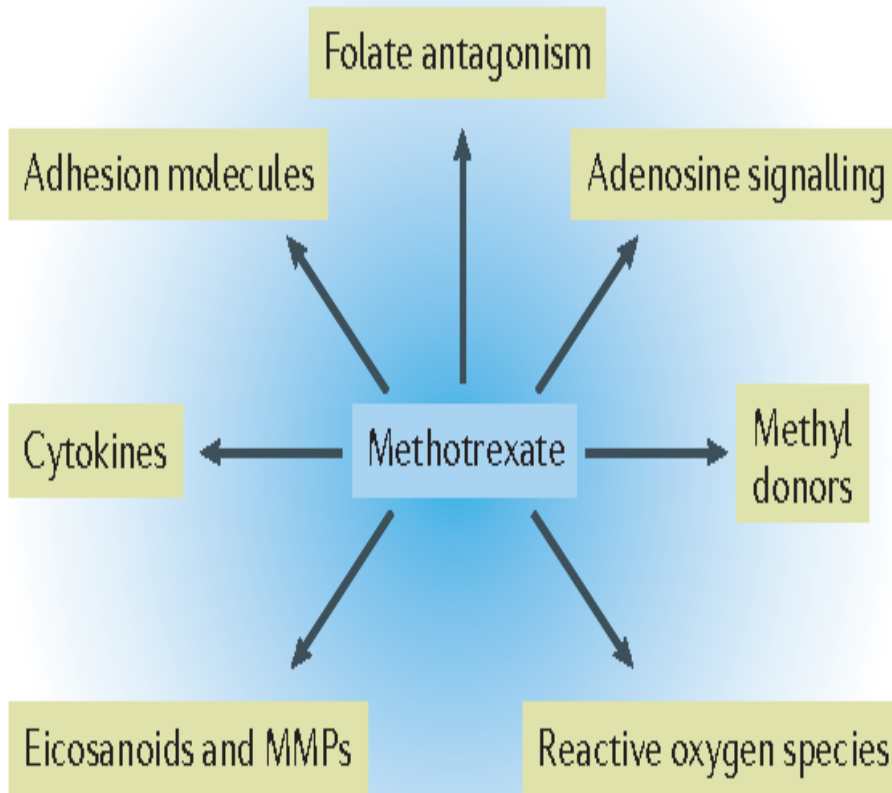 Folate antagonism
Adhesion molecules
Adenosine signalling
Cytokines
Methotrexate
Methyl
donors
Eicosanoids and MMPs
Reactive oxygen species